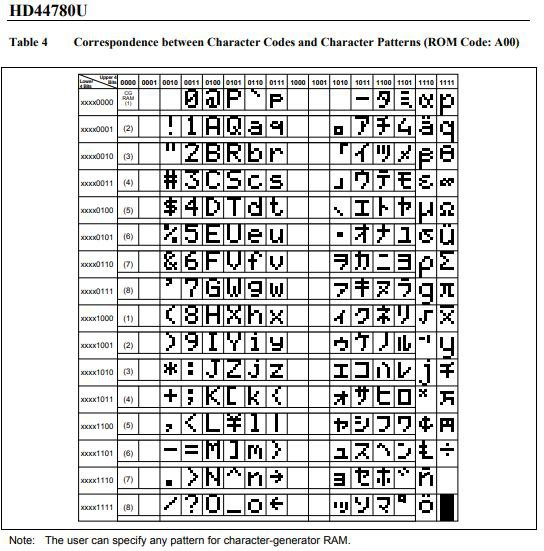 HD44780U
Table 4 Correspondence between Character Codes and Character Patterns (ROM Code: A00)
Lower 4 Bits Upper 4 Bits 0000 0001 0010 0011 0100 0101 0110 0111 1000 1001 1010 1011 1100 1101 1110 1111
xxxx0000 CG RAM (1) 0 @ P ` p ー タ ミ α p
xxxx0001 (2) ! 1 A Q a q 。 ア チ ム ä q
xxxx0010 (3) " 2 B R b r 「 イ ツ メ β θ
xxxx0011 (4) # 3 C S c s 」 ウ テ モ ε ∞
xxxx0100 (5) $ 4 D T d t 、 エ ト ヤ μ Ω
xxxx0101 (6) % 5 E U e u ・ オ ナ ユ σ ü
xxxx0110 (7) & 6 F V f v ヲ カ ニ ヨ ρ Σ
xxxx0111 (8) ' 7 G W g w ァ キ ヌ ラ g π
xxxx1000 (1) ( 8 H X h x ィ ク ネ リ √ x̄
xxxx1001 (2) ) 9 I Y i y ゥ ケ ノ ル ⁻¹ y
xxxx1010 (3) * : J Z j z ェ コ ハ レ j 千
xxxx1011 (4) + ; K [ k { ォ サ ヒ ロ ˣ 万
xxxx1100 (5) , < L ¥ l | ャ シ フ ワ ¢ 円
xxxx1101 (6) - = M ] m } ュ ス ヘ ン £ ÷
xxxx1110 (7) . > N ^ n → ョ セ ホ ゛ ñ
xxxx1111 (8) / ? O _ o ← ッ ソ マ ゜ ö █
Note: The user can specify any pattern for character-generator RAM.